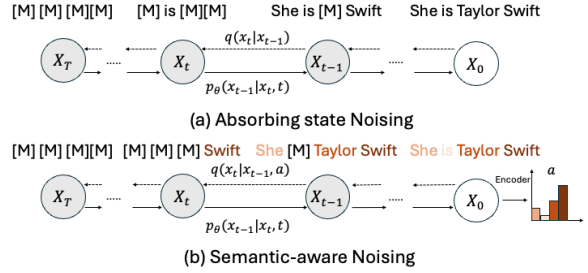 [M] [M] [M][M] [M] is [M][M] She is [M] Swift She is Taylor Swift
q(x_t|x_{t-1})
X_T ..... X_t X_{t-1} ..... X_0
p_θ(x_{t-1}|x_t, t)
(a) Absorbing state Noising
[M] [M] [M][M] [M] [M] [M] Swift She [M] Taylor Swift She is Taylor Swift
q(x_t|x_{t-1}, a) a
Encoder
X_T ..... X_t X_{t-1} ..... X_0
p_θ(x_{t-1}|x_t, t)
(b) Semantic-aware Noising